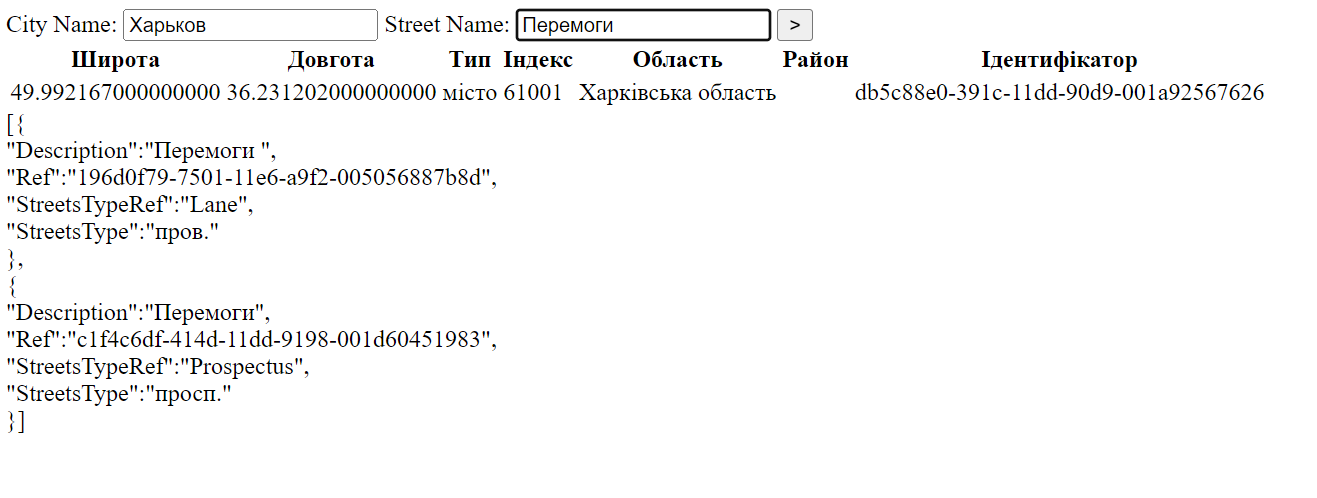 City Name: Харьков Street Name: Перемоги >
Широта Довгота Тип Індекс Область Район Ідентифікатор
49.992167000000000 36.231202000000000 місто 61001 Харківська область db5c88e0-391c-11dd-90d9-001a92567626
[{
"Description":"Перемоги ",
"Ref":"196d0f79-7501-11e6-a9f2-005056887b8d",
"StreetsTypeRef":"Lane",
"StreetsType":"пров."
},
{
"Description":"Перемоги",
"Ref":"c1f4c6df-414d-11dd-9198-001d60451983",
"StreetsTypeRef":"Prospectus",
"StreetsType":"просп."
}]